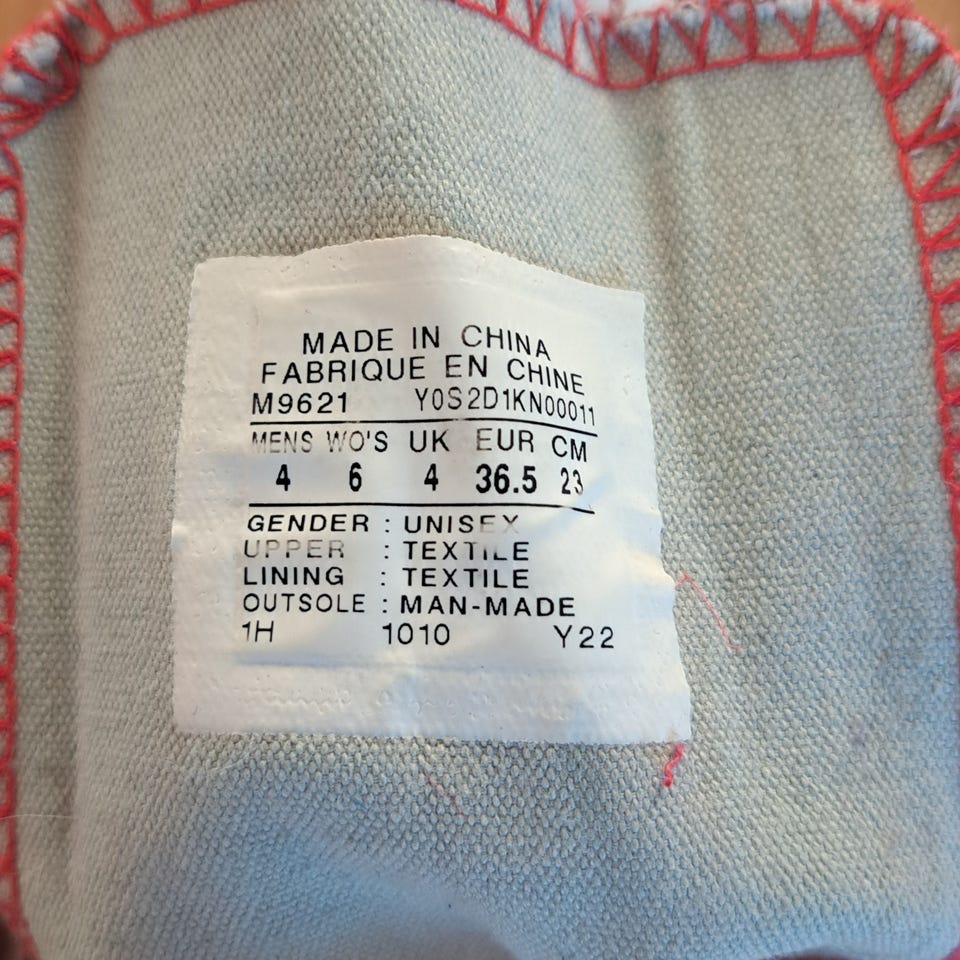 MADE IN CHINA
FABRIQUE EN CHINE
M9621 Y0S2D1KN00011
MENS WO'S UK EUR CM
4 6 4 36.5 23
GENDER : UNISEX
UPPER : TEXTILE
LINING : TEXTILE
OUTSOLE : MAN-MADE
1H 1010 Y22